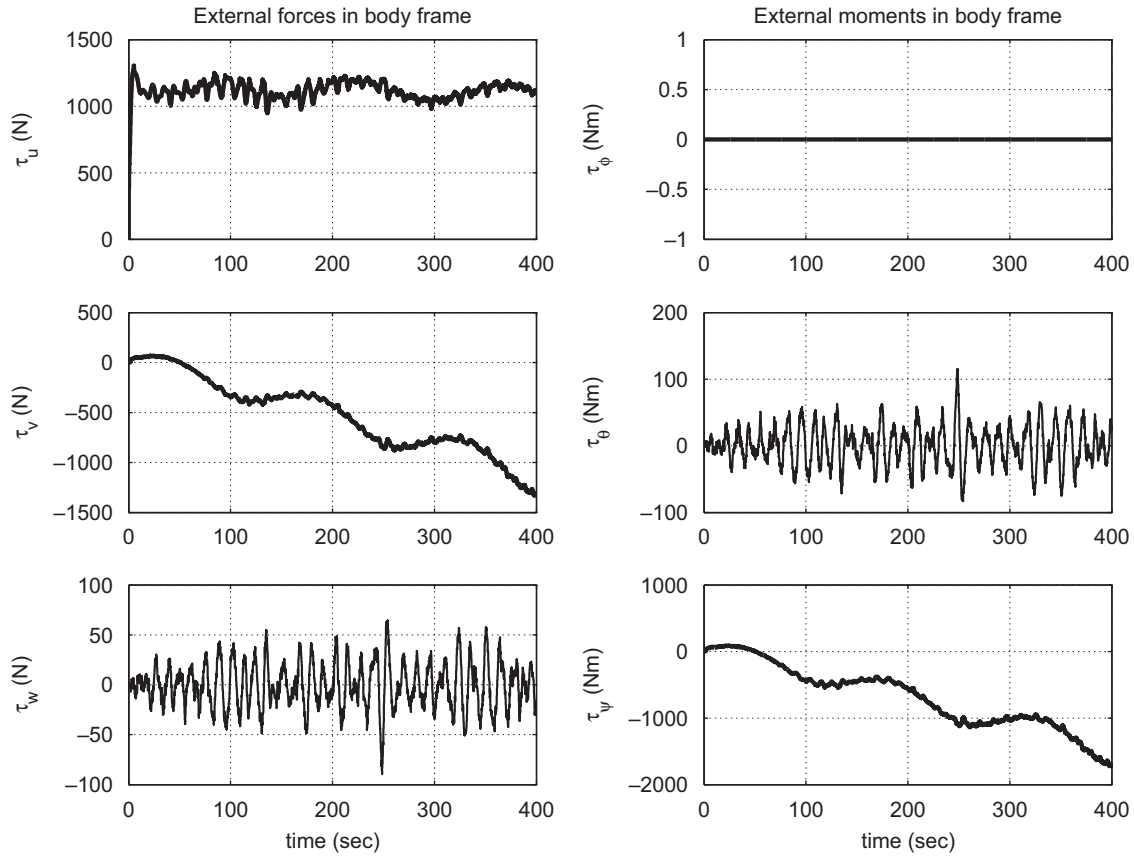 External forces in body frame
1500
1000
500
0
τu (N)
0 100 200 300 400
External moments in body frame
1
0.5
0
−0.5
−1
τϕ (Nm)
0 100 200 300 400
500
0
−500
−1000
−1500
τv (N)
0 100 200 300 400
200
100
0
−100
τθ (Nm)
0 100 200 300 400
100
50
0
−50
−100
τw (N)
0 100 200 300 400
time (sec)
1000
0
−1000
−2000
τψ (Nm)
0 100 200 300 400
time (sec)